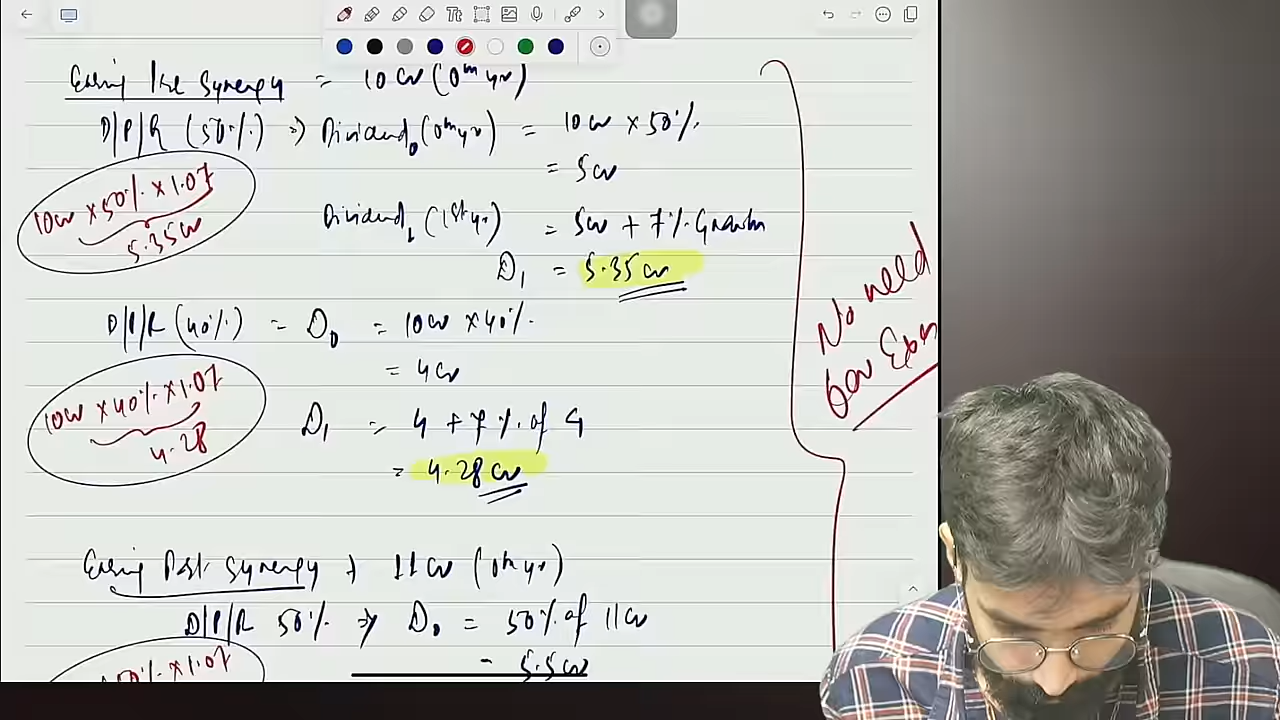 Earning Pre Synergy = 10 cr (0th yr)
D/P/R (50%) => Dividend0 (0th yr) = 10 cr × 50%
= 5 cr
10 cr × 50% × 1.07
5.35 cr
Dividend1 (1st yr) = 5 cr + 7% Growth
D1 = 5.35 cr
No need
for Exam
D/P/R (40%) = D0 = 10 cr × 40%
= 4 cr
10 cr × 40% × 1.07
4.28
D1 = 4 + 7% of 4
= 4.28 cr
Earning Post Synergy → 11 cr (0th yr)
D/P/R 50% => D0 = 50% of 11 cr
= 5.5 cr
50% × 1.07